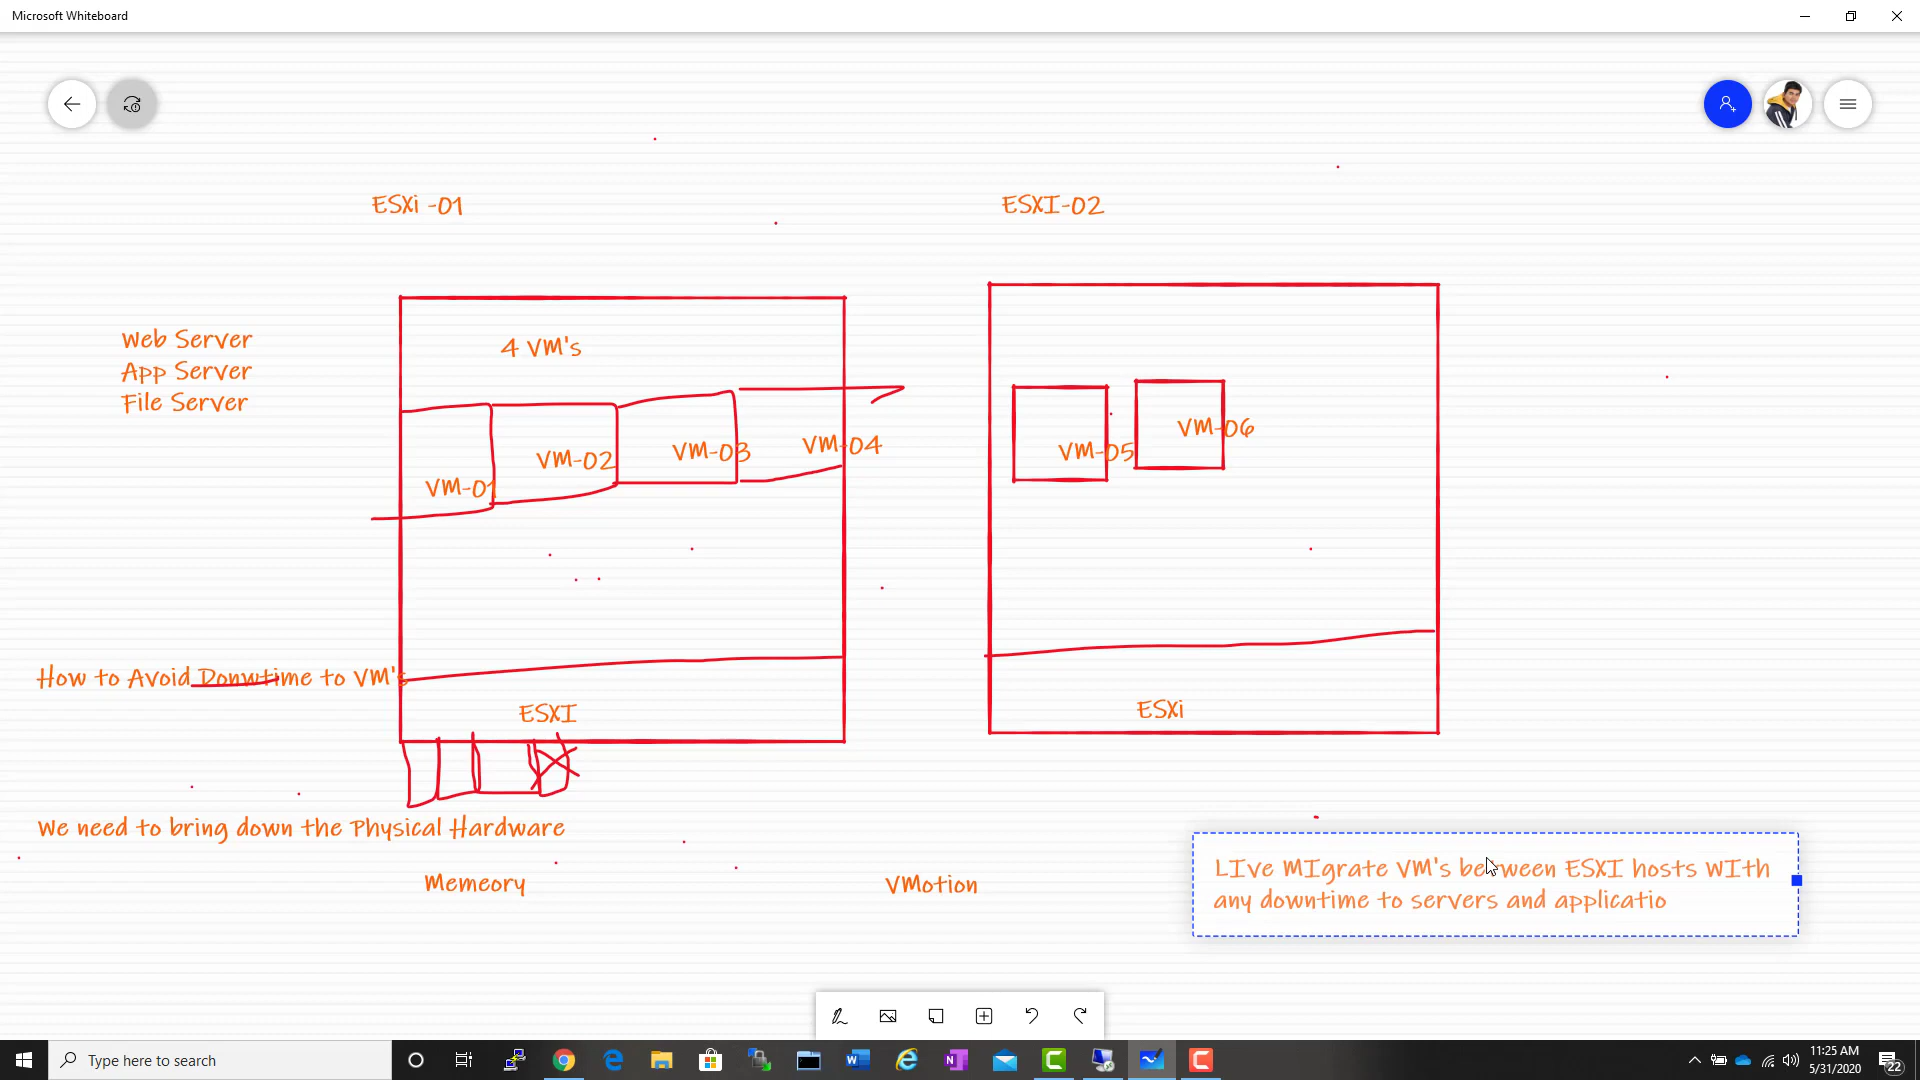 Microsoft Whiteboard
ESXi -01
ESXI-02
Web Server
App Server
File Server
4 VM's
VM-01
VM-02
VM-03
VM-04
VM-05
VM-06
How to Avoid Donwtime to VM's
ESXI
ESXi
We need to bring down the Physical Hardware
Memeory
VMotion
LIve MIgrate VM's between ESXI hosts WIth
any downtime to servers and applicatio
Type here to search
11:25 AM
5/31/2020
22